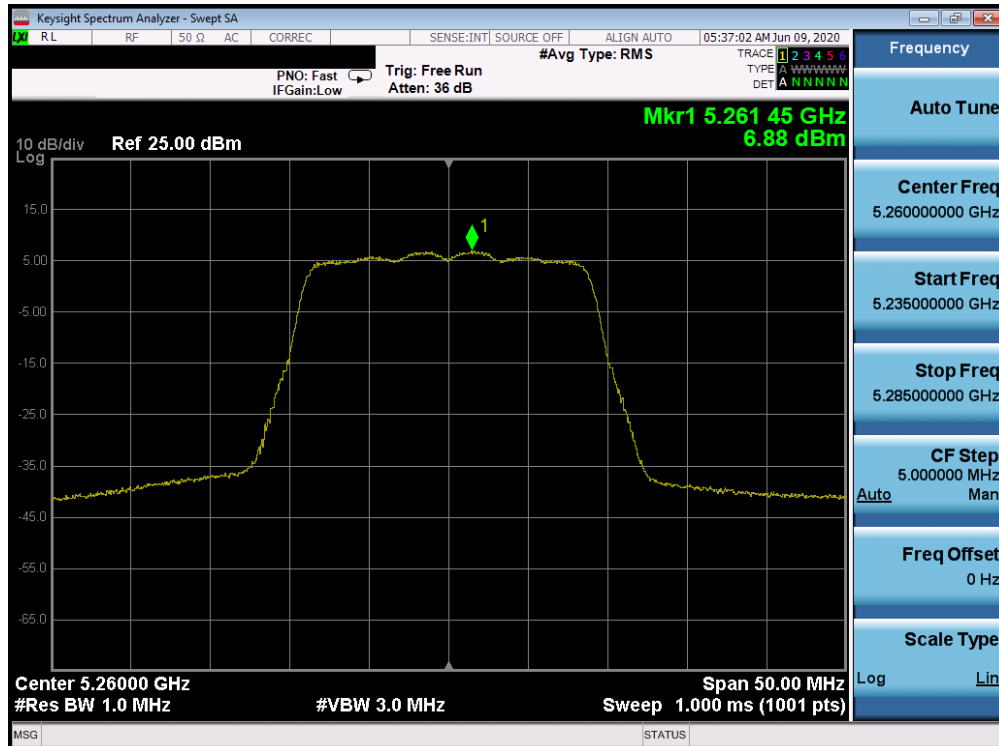 Keysight Spectrum Analyzer - Swept SA
LXI RL RF 50 Ω AC CORREC SENSE:INT SOURCE OFF ALIGN AUTO 05:37:02 AM Jun 09, 2020
#Avg Type: RMS
TRACE 1 2 3 4 5 6
TYPE A WWWWW
DET A N N N N N
PNO: Fast
IFGain:Low
Trig: Free Run
Atten: 36 dB
Mkr1 5.261 45 GHz
6.88 dBm
10 dB/div
Log
Ref 25.00 dBm
15.0
5.00
-5.00
-15.0
-25.0
-35.0
-45.0
-55.0
-65.0
1
Center 5.26000 GHz
Span 50.00 MHz
#Res BW 1.0 MHz
#VBW 3.0 MHz
Sweep 1.000 ms (1001 pts)
MSG
STATUS
Frequency
Auto Tune
Center Freq
5.260000000 GHz
Start Freq
5.235000000 GHz
Stop Freq
5.285000000 GHz
CF Step
5.000000 MHz
Auto Man
Freq Offset
0 Hz
Scale Type
Log Lin